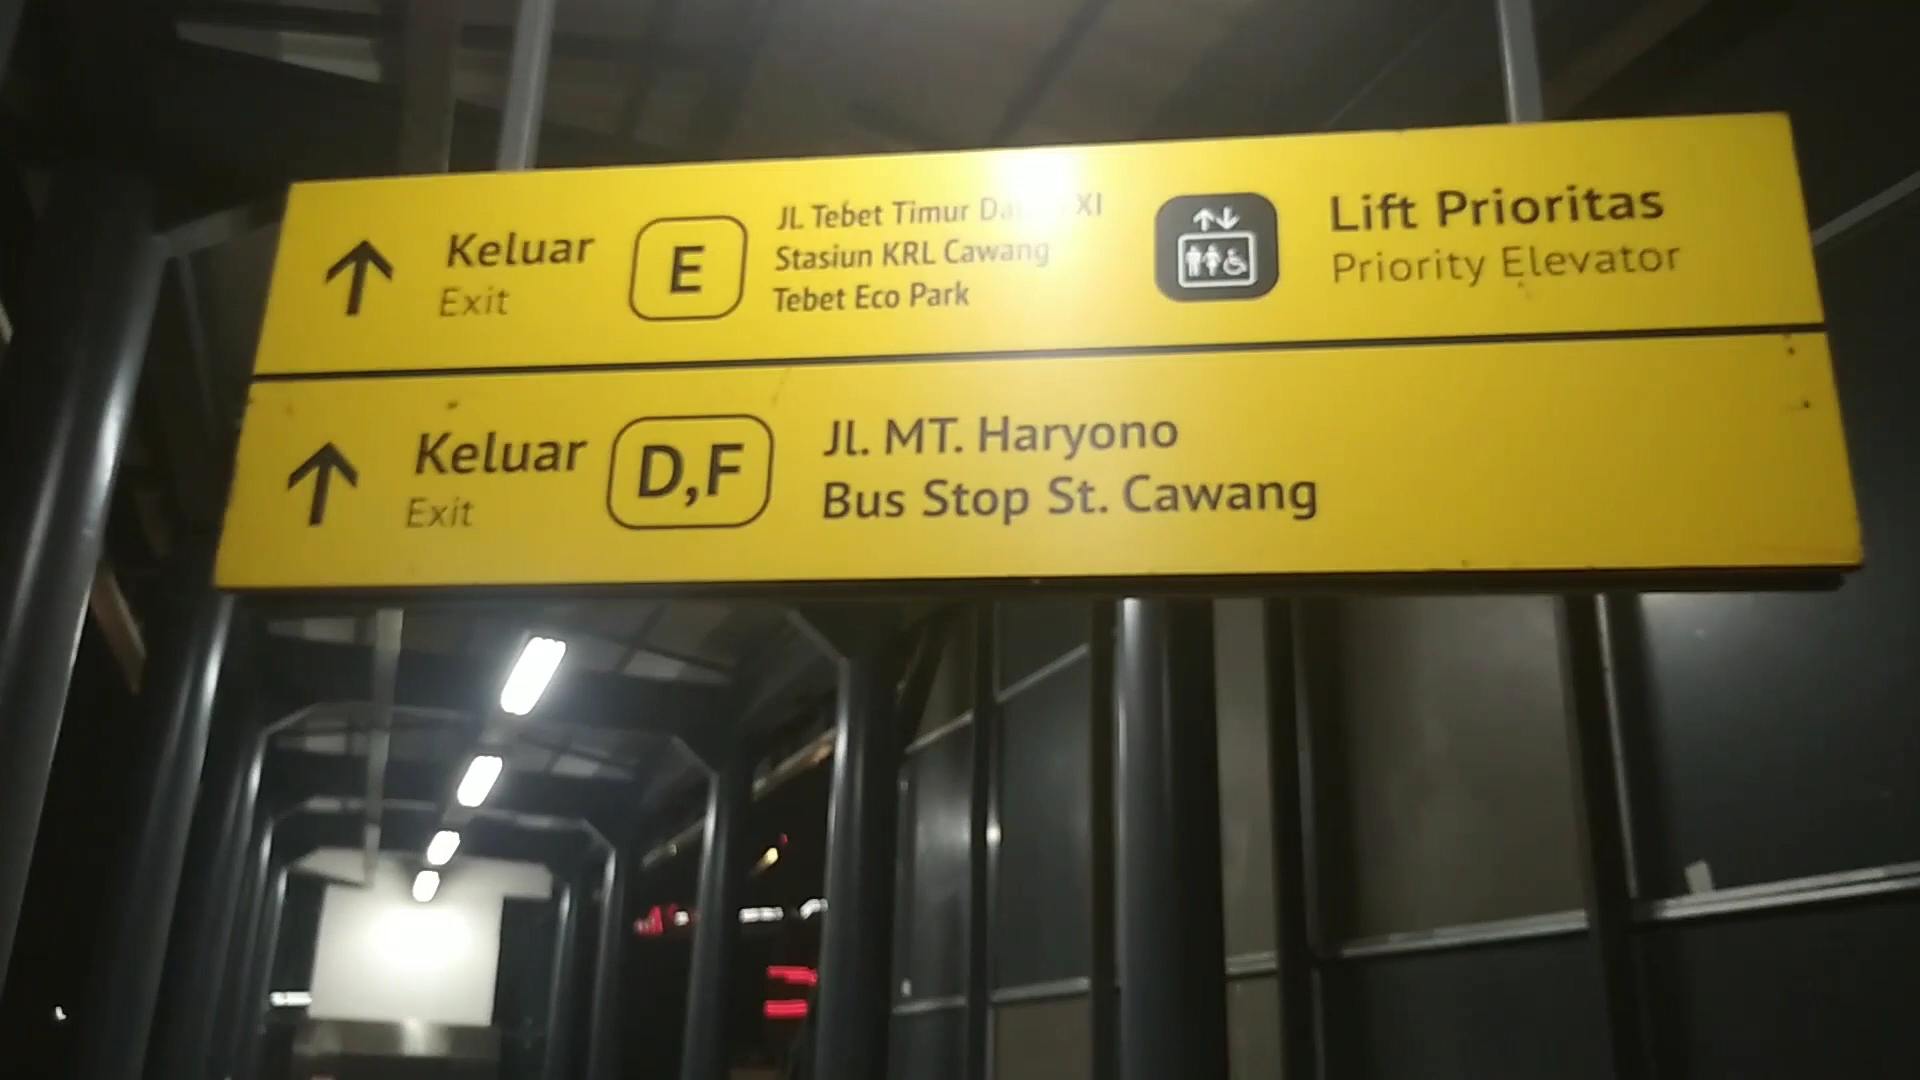 Keluar
Exit
E
Jl. Tebet Timur XI
Stasiun KRL Cawang
Tebet Eco Park
Lift Prioritas
Priority Elevator
Keluar
Exit
D,F
Jl. MT. Haryono
Bus Stop St. Cawang